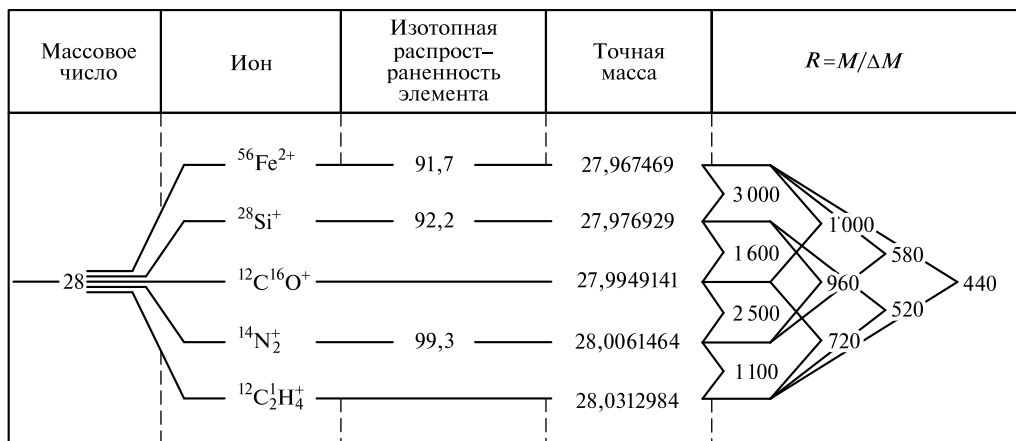 Массовое число
Ион
Изотопная распрост–раненность элемента
Точная масса
R = M/ΔM
28
⁵⁶Fe²⁺ 91,7 27,967469
3 000
²⁸Si⁺ 92,2 27,976929
1 000
1 600
580
¹²C¹⁶O⁺ 27,9949141
960
440
2 500
520
¹⁴N₂⁺ 99,3 28,0061464
720
1 100
¹²C₂¹H₄⁺ 28,0312984